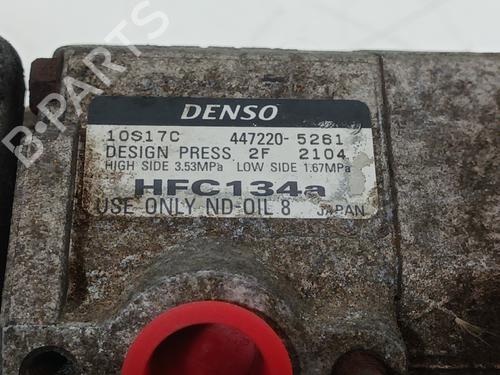 B-PARTS
DENSO
10S17C 447220-5261
DESIGN PRESS 2F 2104
HIGH SIDE 3.53MPa LOW SIDE 1.67MPa
HFC134a
USE ONLY ND-OIL 8 JAPAN